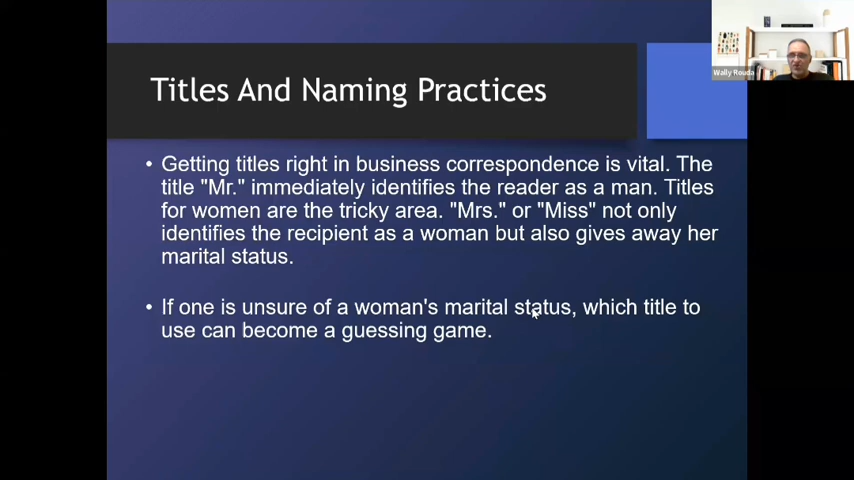 Titles And Naming Practices
Wally Rouda
• Getting titles right in business correspondence is vital. The
title "Mr." immediately identifies the reader as a man. Titles
for women are the tricky area. "Mrs." or "Miss" not only
identifies the recipient as a woman but also gives away her
marital status.
• If one is unsure of a woman's marital status, which title to
use can become a guessing game.